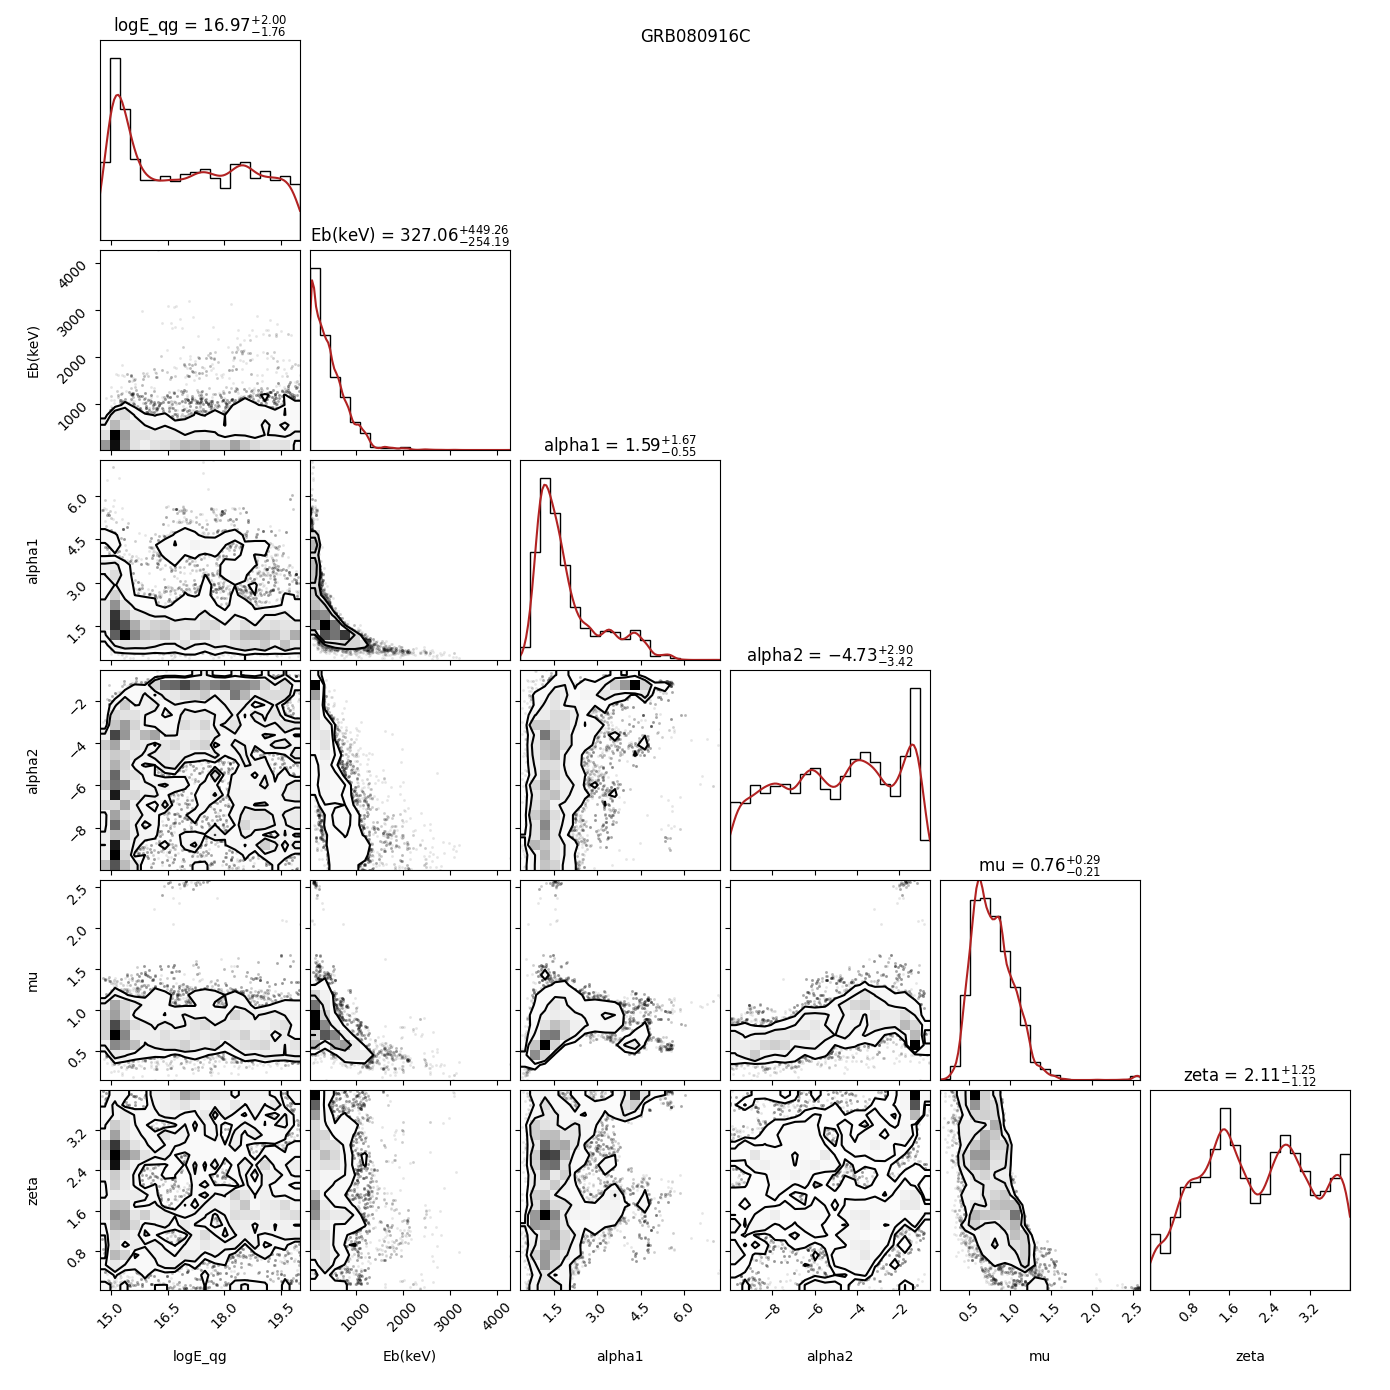 GRB080916C
logE_qg = 16.97+2.00−1.76
Eb(keV) = 327.06+449.26−254.19
4000
3000
2000
1000
Eb(keV)
alpha1 = 1.59+1.67−0.55
6.0
4.5
3.0
1.5
alpha1
alpha2 = −4.73+2.90−3.42
−2
−4
−6
−8
alpha2
mu = 0.76+0.29−0.21
2.5
2.0
1.5
1.0
0.5
mu
zeta = 2.11+1.25−1.12
3.2
2.4
1.6
0.8
zeta
15.0 16.5 18.0 19.5
1000 2000 3000 4000
1.5 3.0 4.5 6.0
−8 −6 −4 −2
0.5 1.0 1.5 2.0 2.5
0.8 1.6 2.4 3.2
logE_qg
Eb(keV)
alpha1
alpha2
mu
zeta